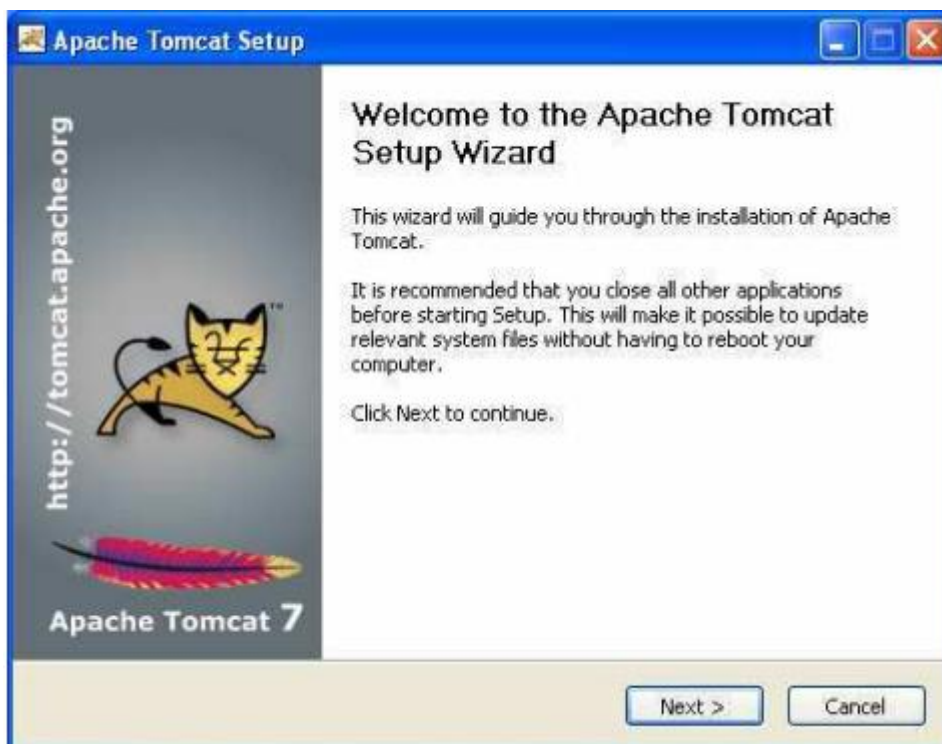 Apache Tomcat Setup
http://tomcat.apache.org
Welcome to the Apache Tomcat
Setup Wizard
This wizard will guide you through the installation of Apache
Tomcat.
It is recommended that you close all other applications
before starting Setup. This will make it possible to update
relevant system files without having to reboot your
computer.
Click Next to continue.
TM
Apache Tomcat 7
Next >
Cancel